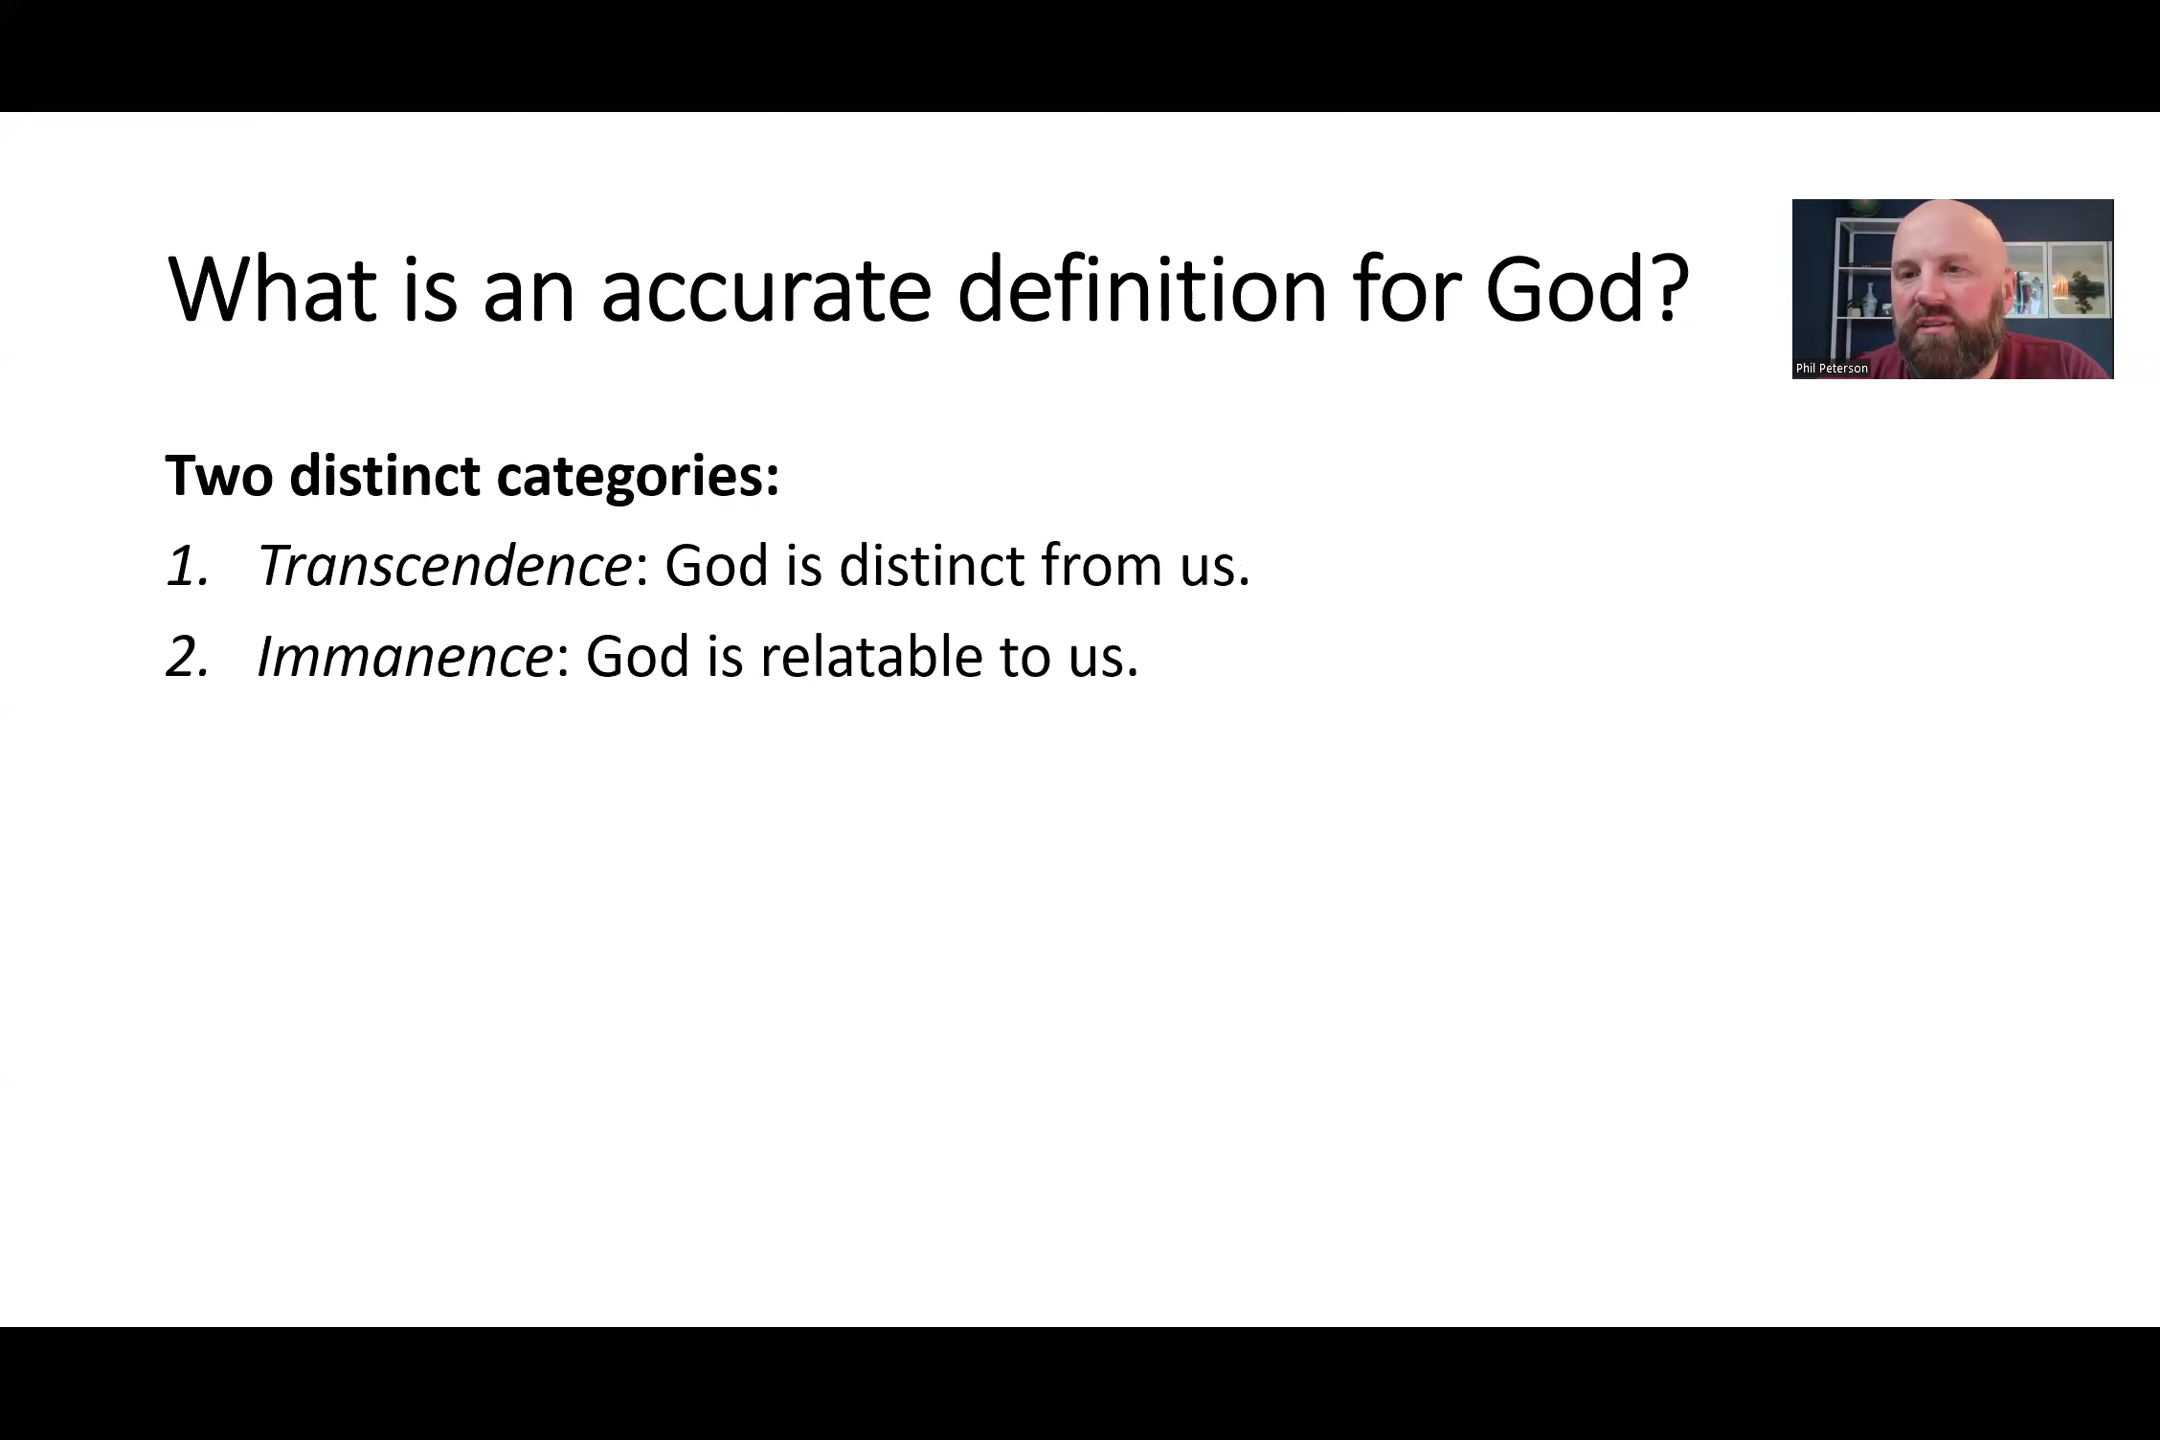 What is an accurate definition for God?
Phil Peterson
Two distinct categories:
1. Transcendence: God is distinct from us.
2. Immanence: God is relatable to us.